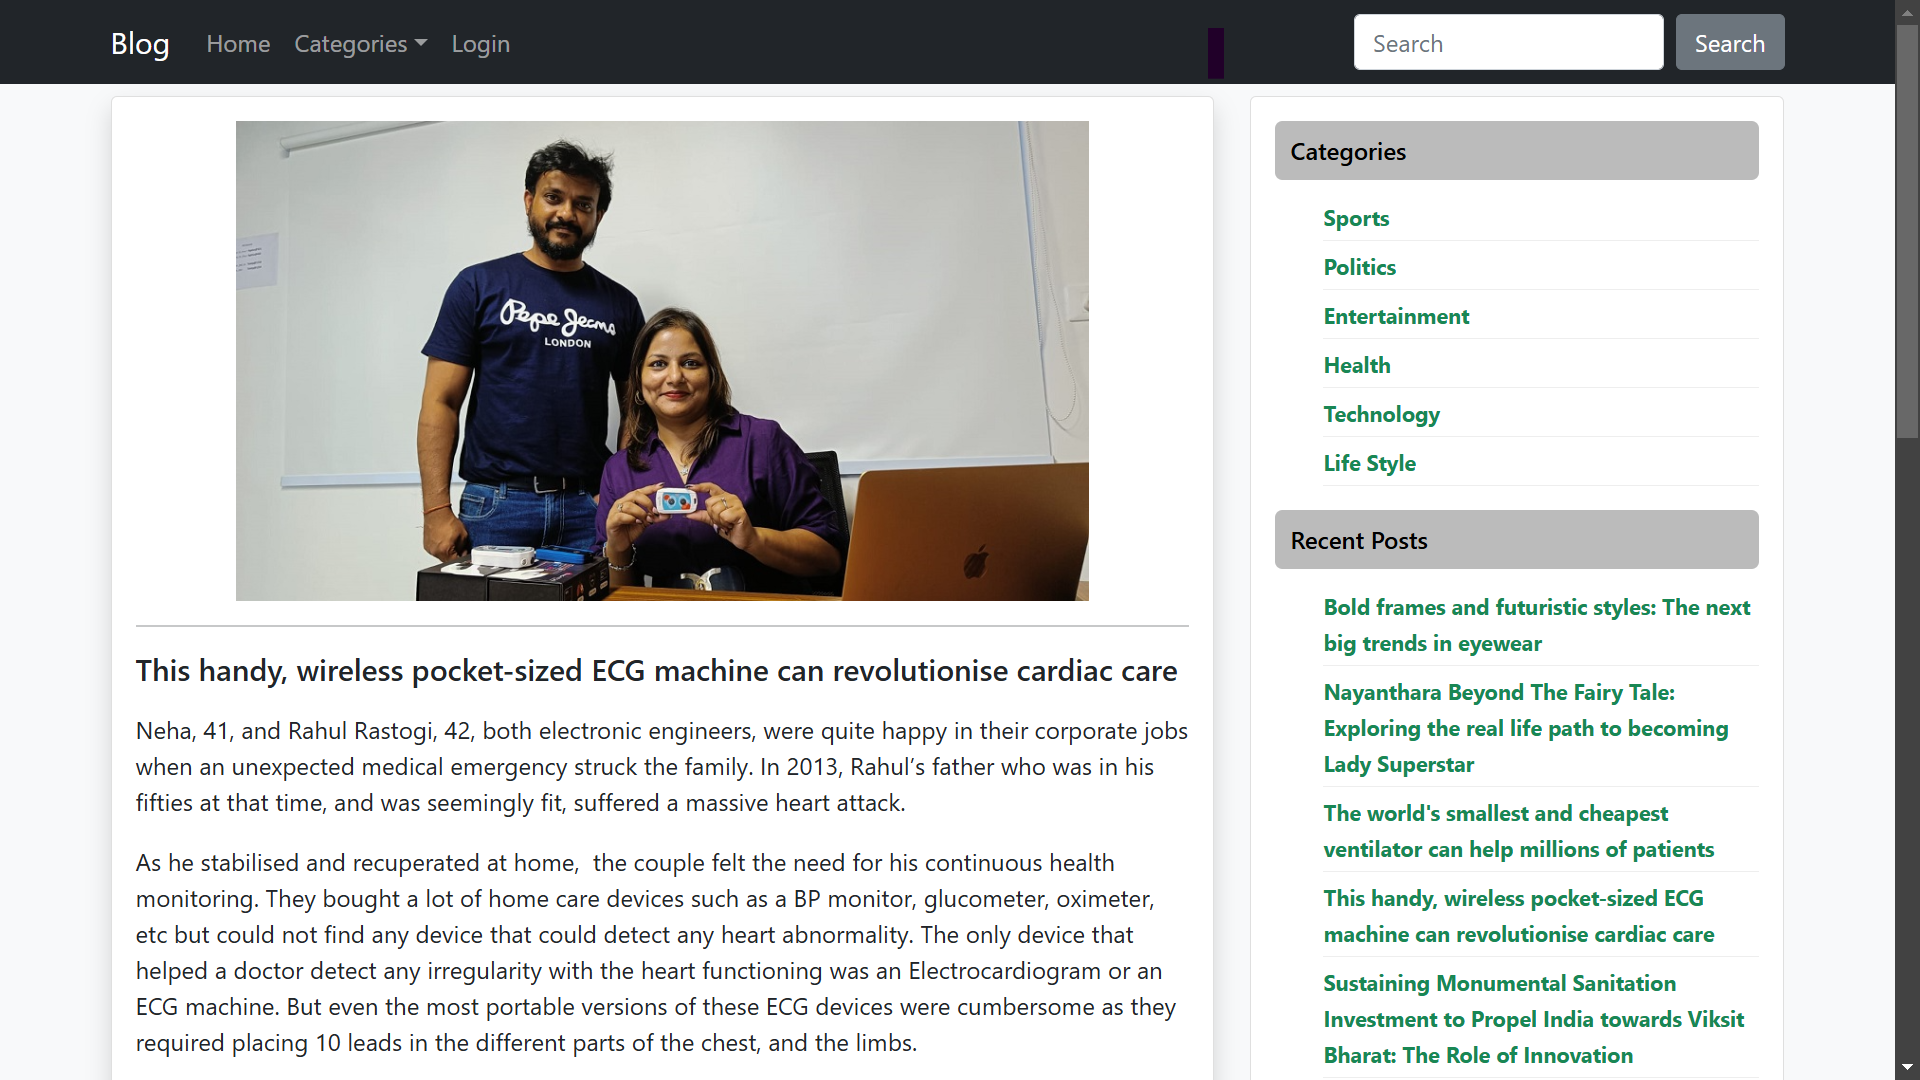 Blog
Home
Categories
Login
Search
Search
Pepe Jeans
LONDON
This handy, wireless pocket-sized ECG machine can revolutionise cardiac care
Neha, 41, and Rahul Rastogi, 42, both electronic engineers, were quite happy in their corporate jobs
when an unexpected medical emergency struck the family. In 2013, Rahul’s father who was in his
fifties at that time, and was seemingly fit, suffered a massive heart attack.
As he stabilised and recuperated at home,  the couple felt the need for his continuous health
monitoring. They bought a lot of home care devices such as a BP monitor, glucometer, oximeter,
etc but could not find any device that could detect any heart abnormality. The only device that
helped a doctor detect any irregularity with the heart functioning was an Electrocardiogram or an
ECG machine. But even the most portable versions of these ECG devices were cumbersome as they
required placing 10 leads in the different parts of the chest, and the limbs.
Categories
Sports
Politics
Entertainment
Health
Technology
Life Style
Recent Posts
Bold frames and futuristic styles: The next
big trends in eyewear
Nayanthara Beyond The Fairy Tale:
Exploring the real life path to becoming
Lady Superstar
The world's smallest and cheapest
ventilator can help millions of patients
This handy, wireless pocket-sized ECG
machine can revolutionise cardiac care
Sustaining Monumental Sanitation
Investment to Propel India towards Viksit
Bharat: The Role of Innovation